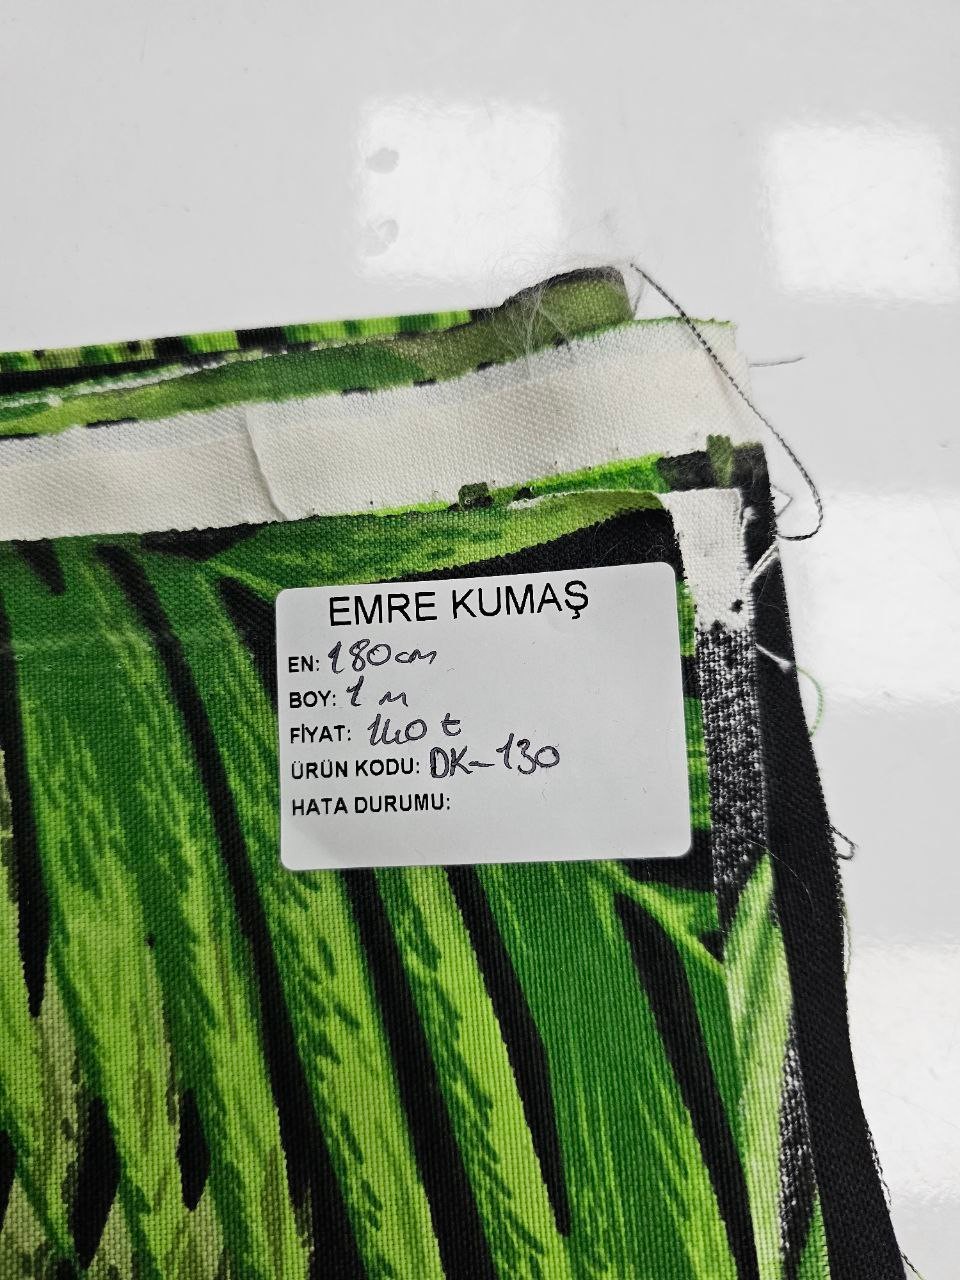 EMRE KUMAŞ
EN: 180cm
BOY: 1 m
FİYAT: 140 ₺
ÜRÜN KODU: DK-130
HATA DURUMU: